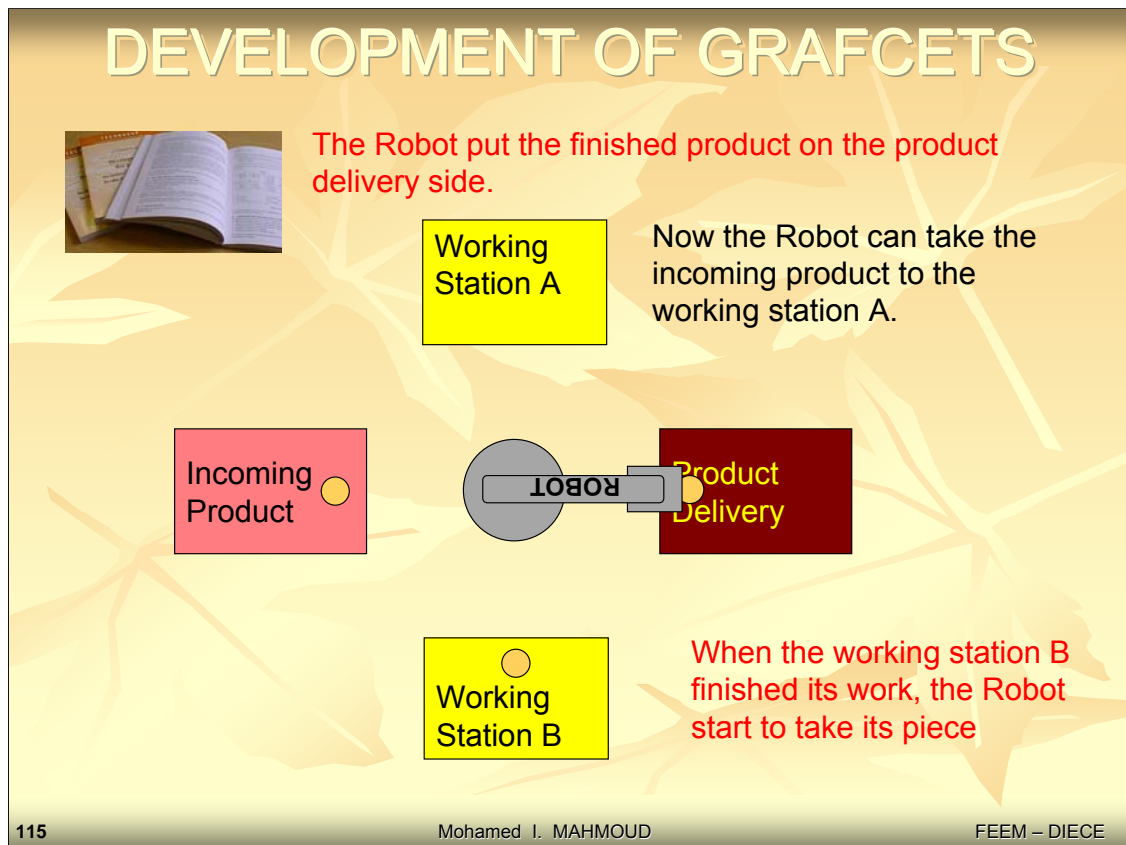 DEVELOPMENT OF GRAFCETS
The Robot put the finished product on the product
delivery side.
Working
Station A
Now the Robot can take the
incoming product to the
working station A.
Incoming
Product
ROBOT
Product
Delivery
Working
Station B
When the working station B
finished its work, the Robot
start to take its piece
115
Mohamed I. MAHMOUD
FEEM – DIECE